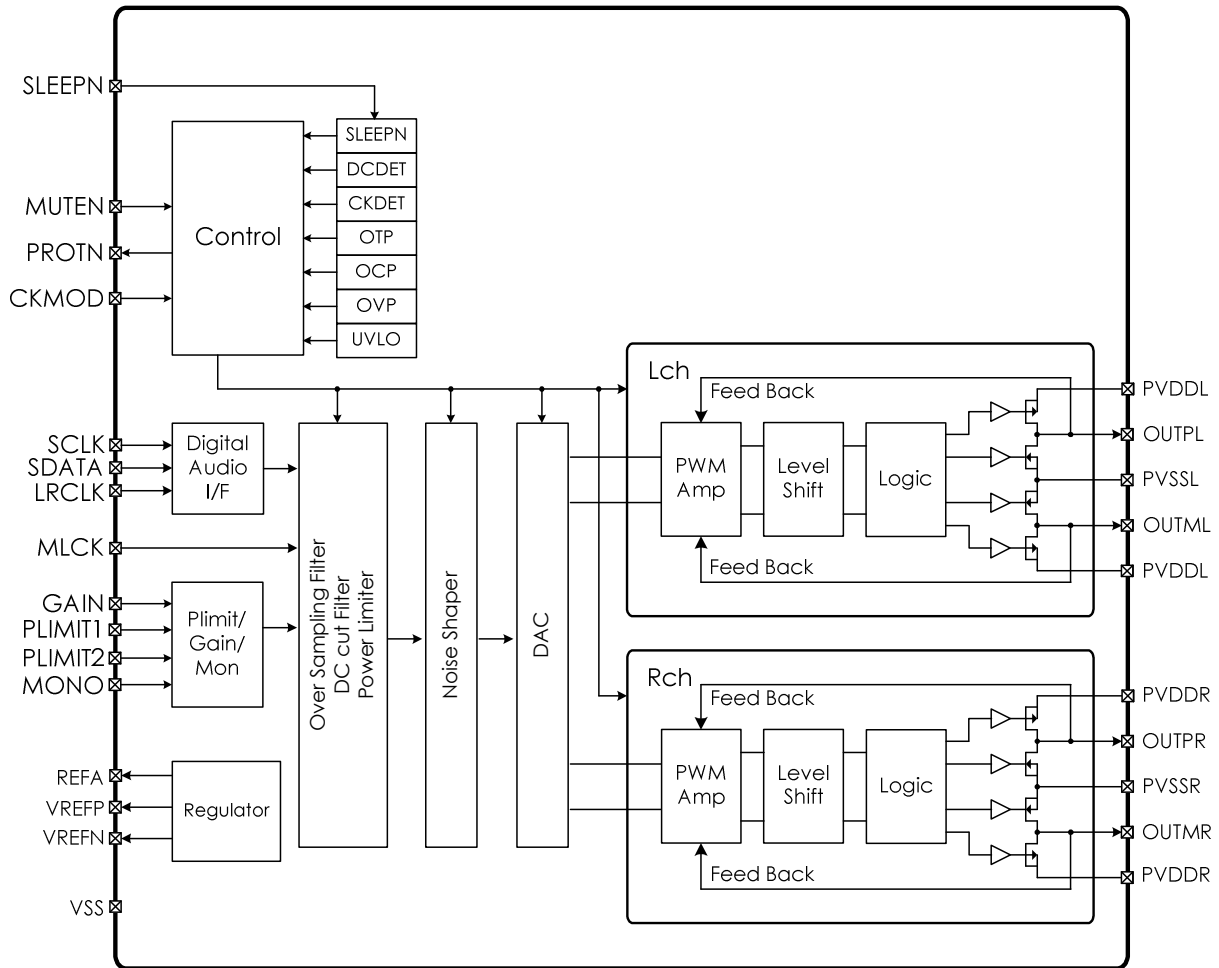 SLEEPN
MUTEN
PROTN
CKMOD
Control
SLEEPN
DCDET
CKDET
OTP
OCP
OVP
UVLO
SCLK
SDATA
LRCLK
Digital
Audio
I/F
MLCK
GAIN
PLIMIT1
PLIMIT2
MONO
Plimit/
Gain/
Mon
REFA
VREFP
VREFN
Regulator
VSS
Over Sampling Filter
DC cut Filter
Power Limiter
Noise Shaper
DAC
Lch
Feed Back
PWM
Amp
Level
Shift
Logic
Feed Back
PVDDL
OUTPL
PVSSL
OUTML
PVDDL
Rch
Feed Back
PWM
Amp
Level
Shift
Logic
Feed Back
PVDDR
OUTPR
PVSSR
OUTMR
PVDDR